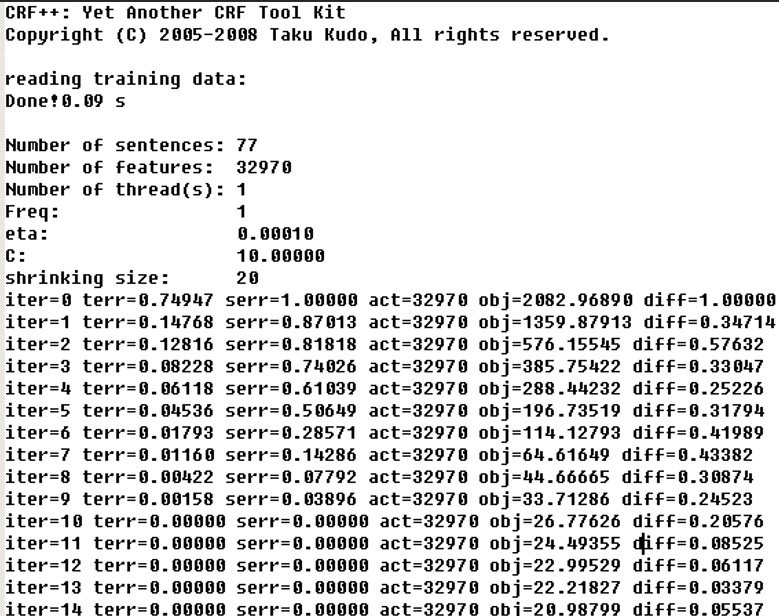 CRF++: Yet Another CRF Tool Kit
Copyright (C) 2005-2008 Taku Kudo, All rights reserved.
reading training data:
Done!0.09 s
Number of sentences: 77
Number of features: 32970
Number of thread(s): 1
Freq: 1
eta: 0.00010
C: 10.00000
shrinking size: 20
iter=0 terr=0.74947 serr=1.00000 act=32970 obj=2082.96890 diff=1.00000
iter=1 terr=0.14768 serr=0.87013 act=32970 obj=1359.87913 diff=0.34714
iter=2 terr=0.12816 serr=0.81818 act=32970 obj=576.15545 diff=0.57632
iter=3 terr=0.08228 serr=0.74026 act=32970 obj=385.75422 diff=0.33047
iter=4 terr=0.06118 serr=0.61039 act=32970 obj=288.44232 diff=0.25226
iter=5 terr=0.04536 serr=0.50649 act=32970 obj=196.73519 diff=0.31794
iter=6 terr=0.01793 serr=0.28571 act=32970 obj=114.12793 diff=0.41989
iter=7 terr=0.01160 serr=0.14286 act=32970 obj=64.61649 diff=0.43382
iter=8 terr=0.00422 serr=0.07792 act=32970 obj=44.66665 diff=0.30874
iter=9 terr=0.00158 serr=0.03896 act=32970 obj=33.71286 diff=0.24523
iter=10 terr=0.00000 serr=0.00000 act=32970 obj=26.77626 diff=0.20576
iter=11 terr=0.00000 serr=0.00000 act=32970 obj=24.49355 diff=0.08525
iter=12 terr=0.00000 serr=0.00000 act=32970 obj=22.99529 diff=0.06117
iter=13 terr=0.00000 serr=0.00000 act=32970 obj=22.21827 diff=0.03379
iter=14 terr=0.00000 serr=0.00000 act=32970 obj=20.98799 diff=0.05537